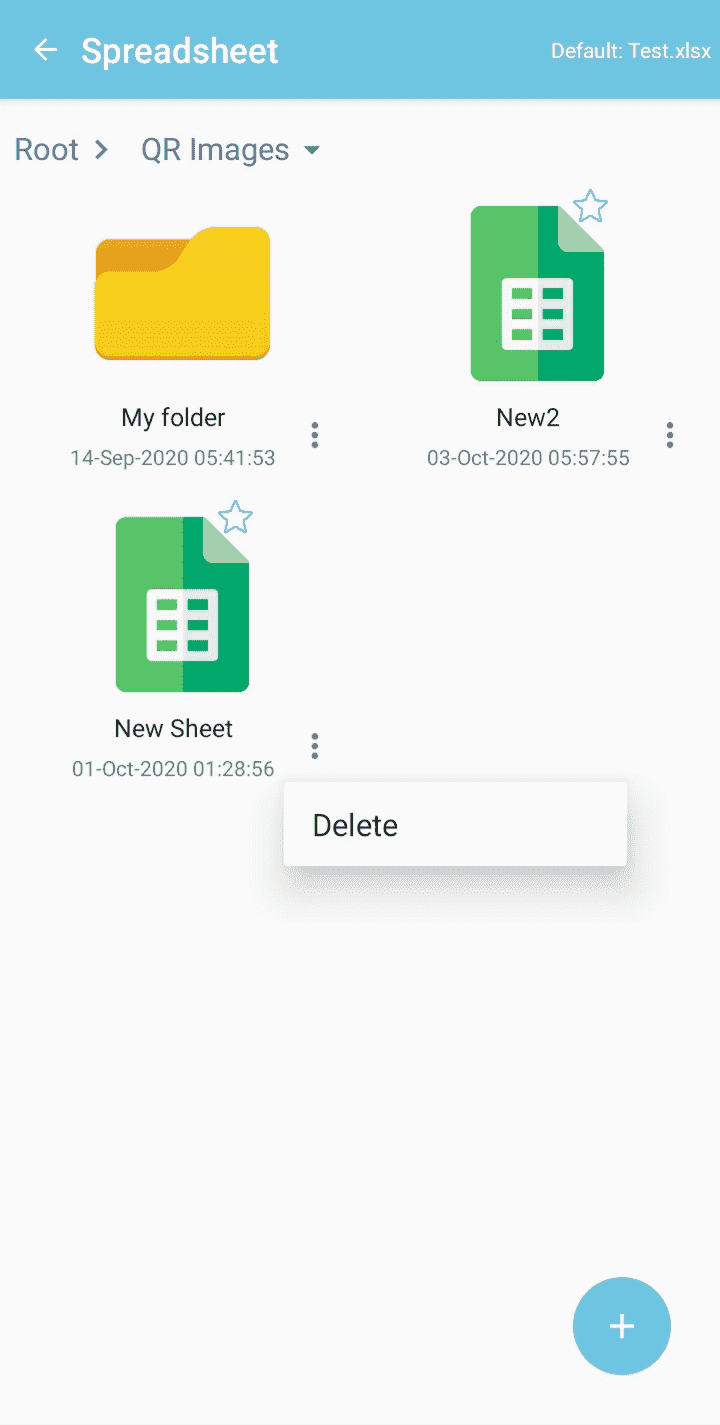 Spreadsheet
Default: Test.xlsx
Root
QR Images
My folder
14-Sep-2020 05:41:53
New2
03-Oct-2020 05:57:55
New Sheet
01-Oct-2020 01:28:56
Delete